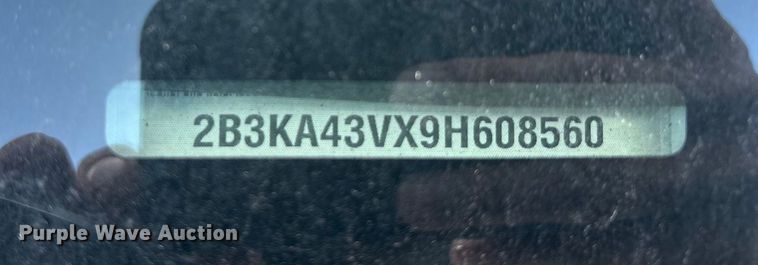 2B3KA43VX9H608560
Purple Wave Auction